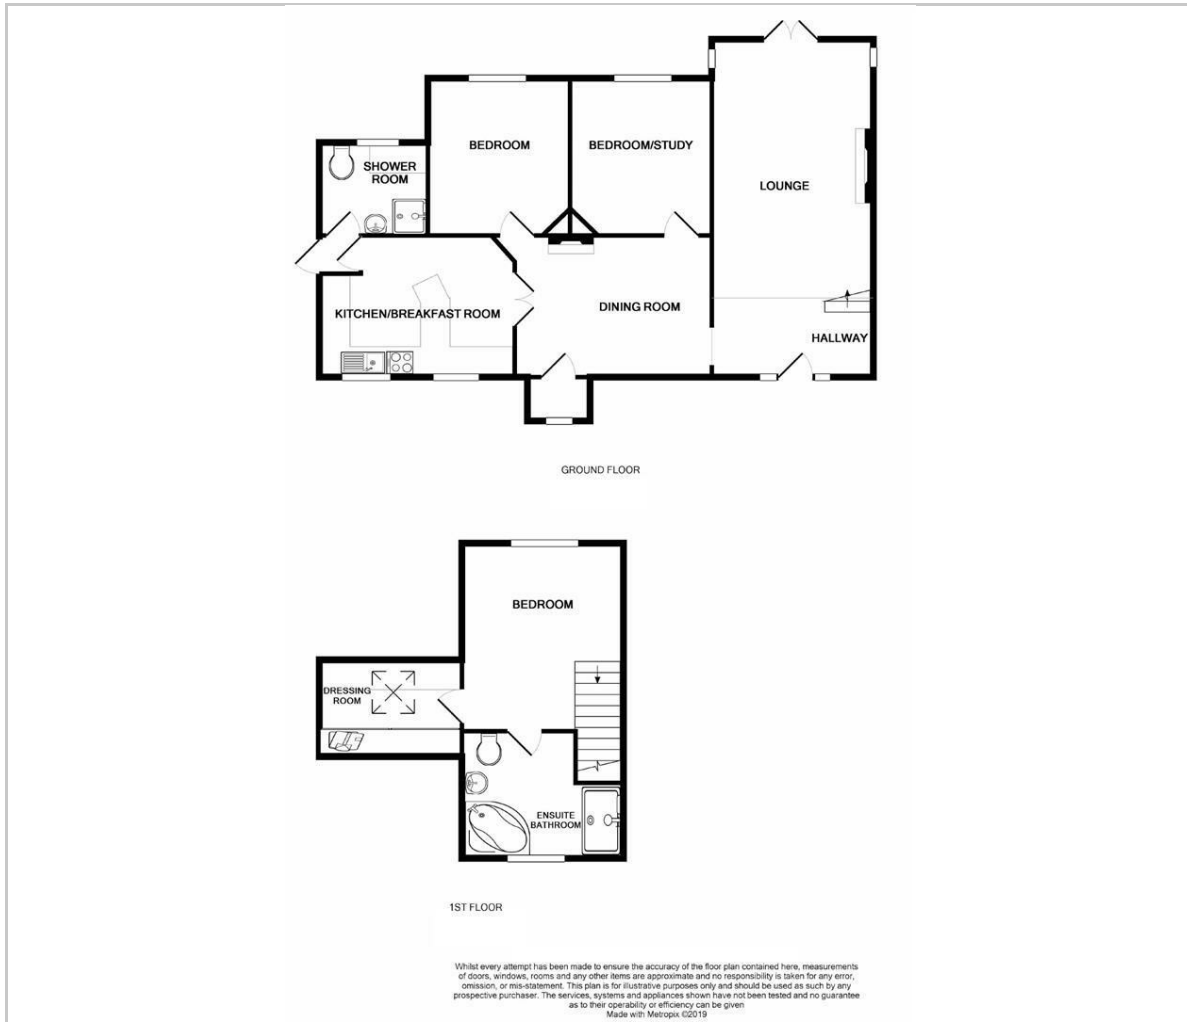 BEDROOM
BEDROOM/STUDY
SHOWER
ROOM
LOUNGE
KITCHEN/BREAKFAST ROOM
DINING ROOM
HALLWAY
GROUND FLOOR
BEDROOM
DRESSING
ROOM
ENSUITE
BATHROOM
1ST FLOOR
Whilst every attempt has been made to ensure the accuracy of the floor plan contained here, measurements
of doors, windows, rooms and any other items are approximate and no responsibility is taken for any error,
omission, or mis-statement. This plan is for illustrative purposes only and should be used as such by any
prospective purchaser. The services, systems and appliances shown have not been tested and no guarantee
as to their operability or efficiency can be given
Made with Metropix ©2019